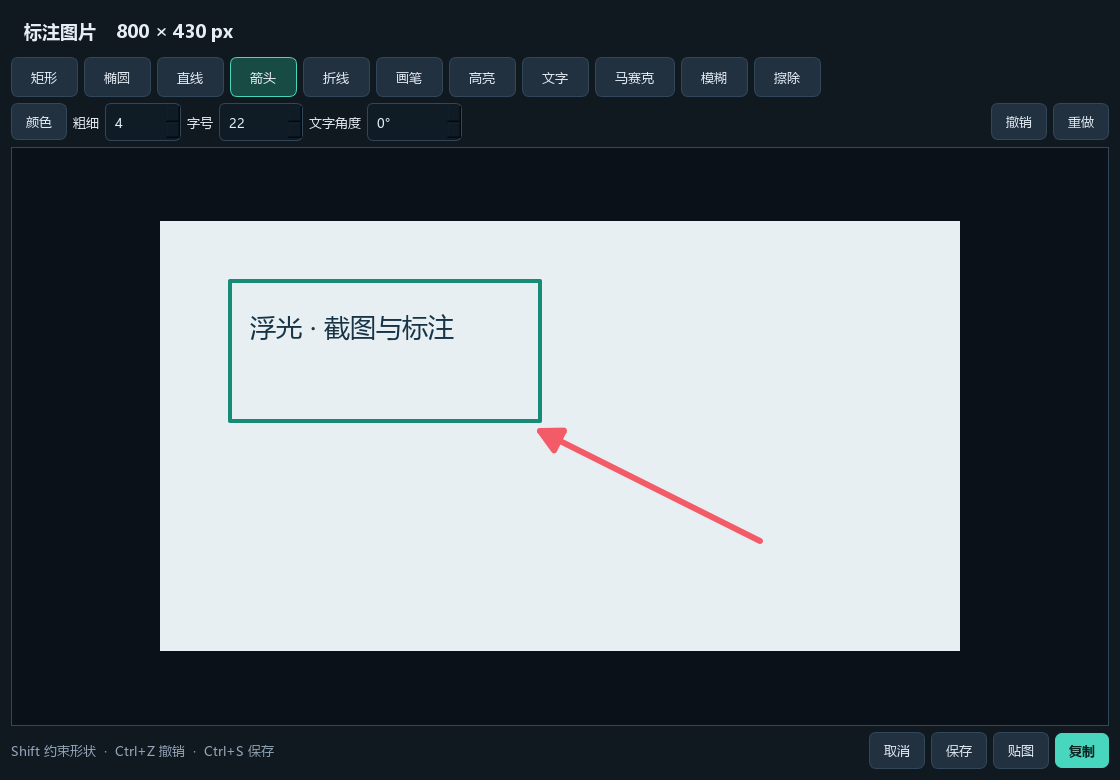 标注图片 800 × 430 px
矩形 椭圆 直线 箭头 折线 画笔 高亮 文字 马赛克 模糊 擦除
颜色 粗细 4 字号 22 文字角度 0° 撤销 重做
浮光 · 截图与标注
Shift 约束形状 · Ctrl+Z 撤销 · Ctrl+S 保存 取消 保存 贴图 复制